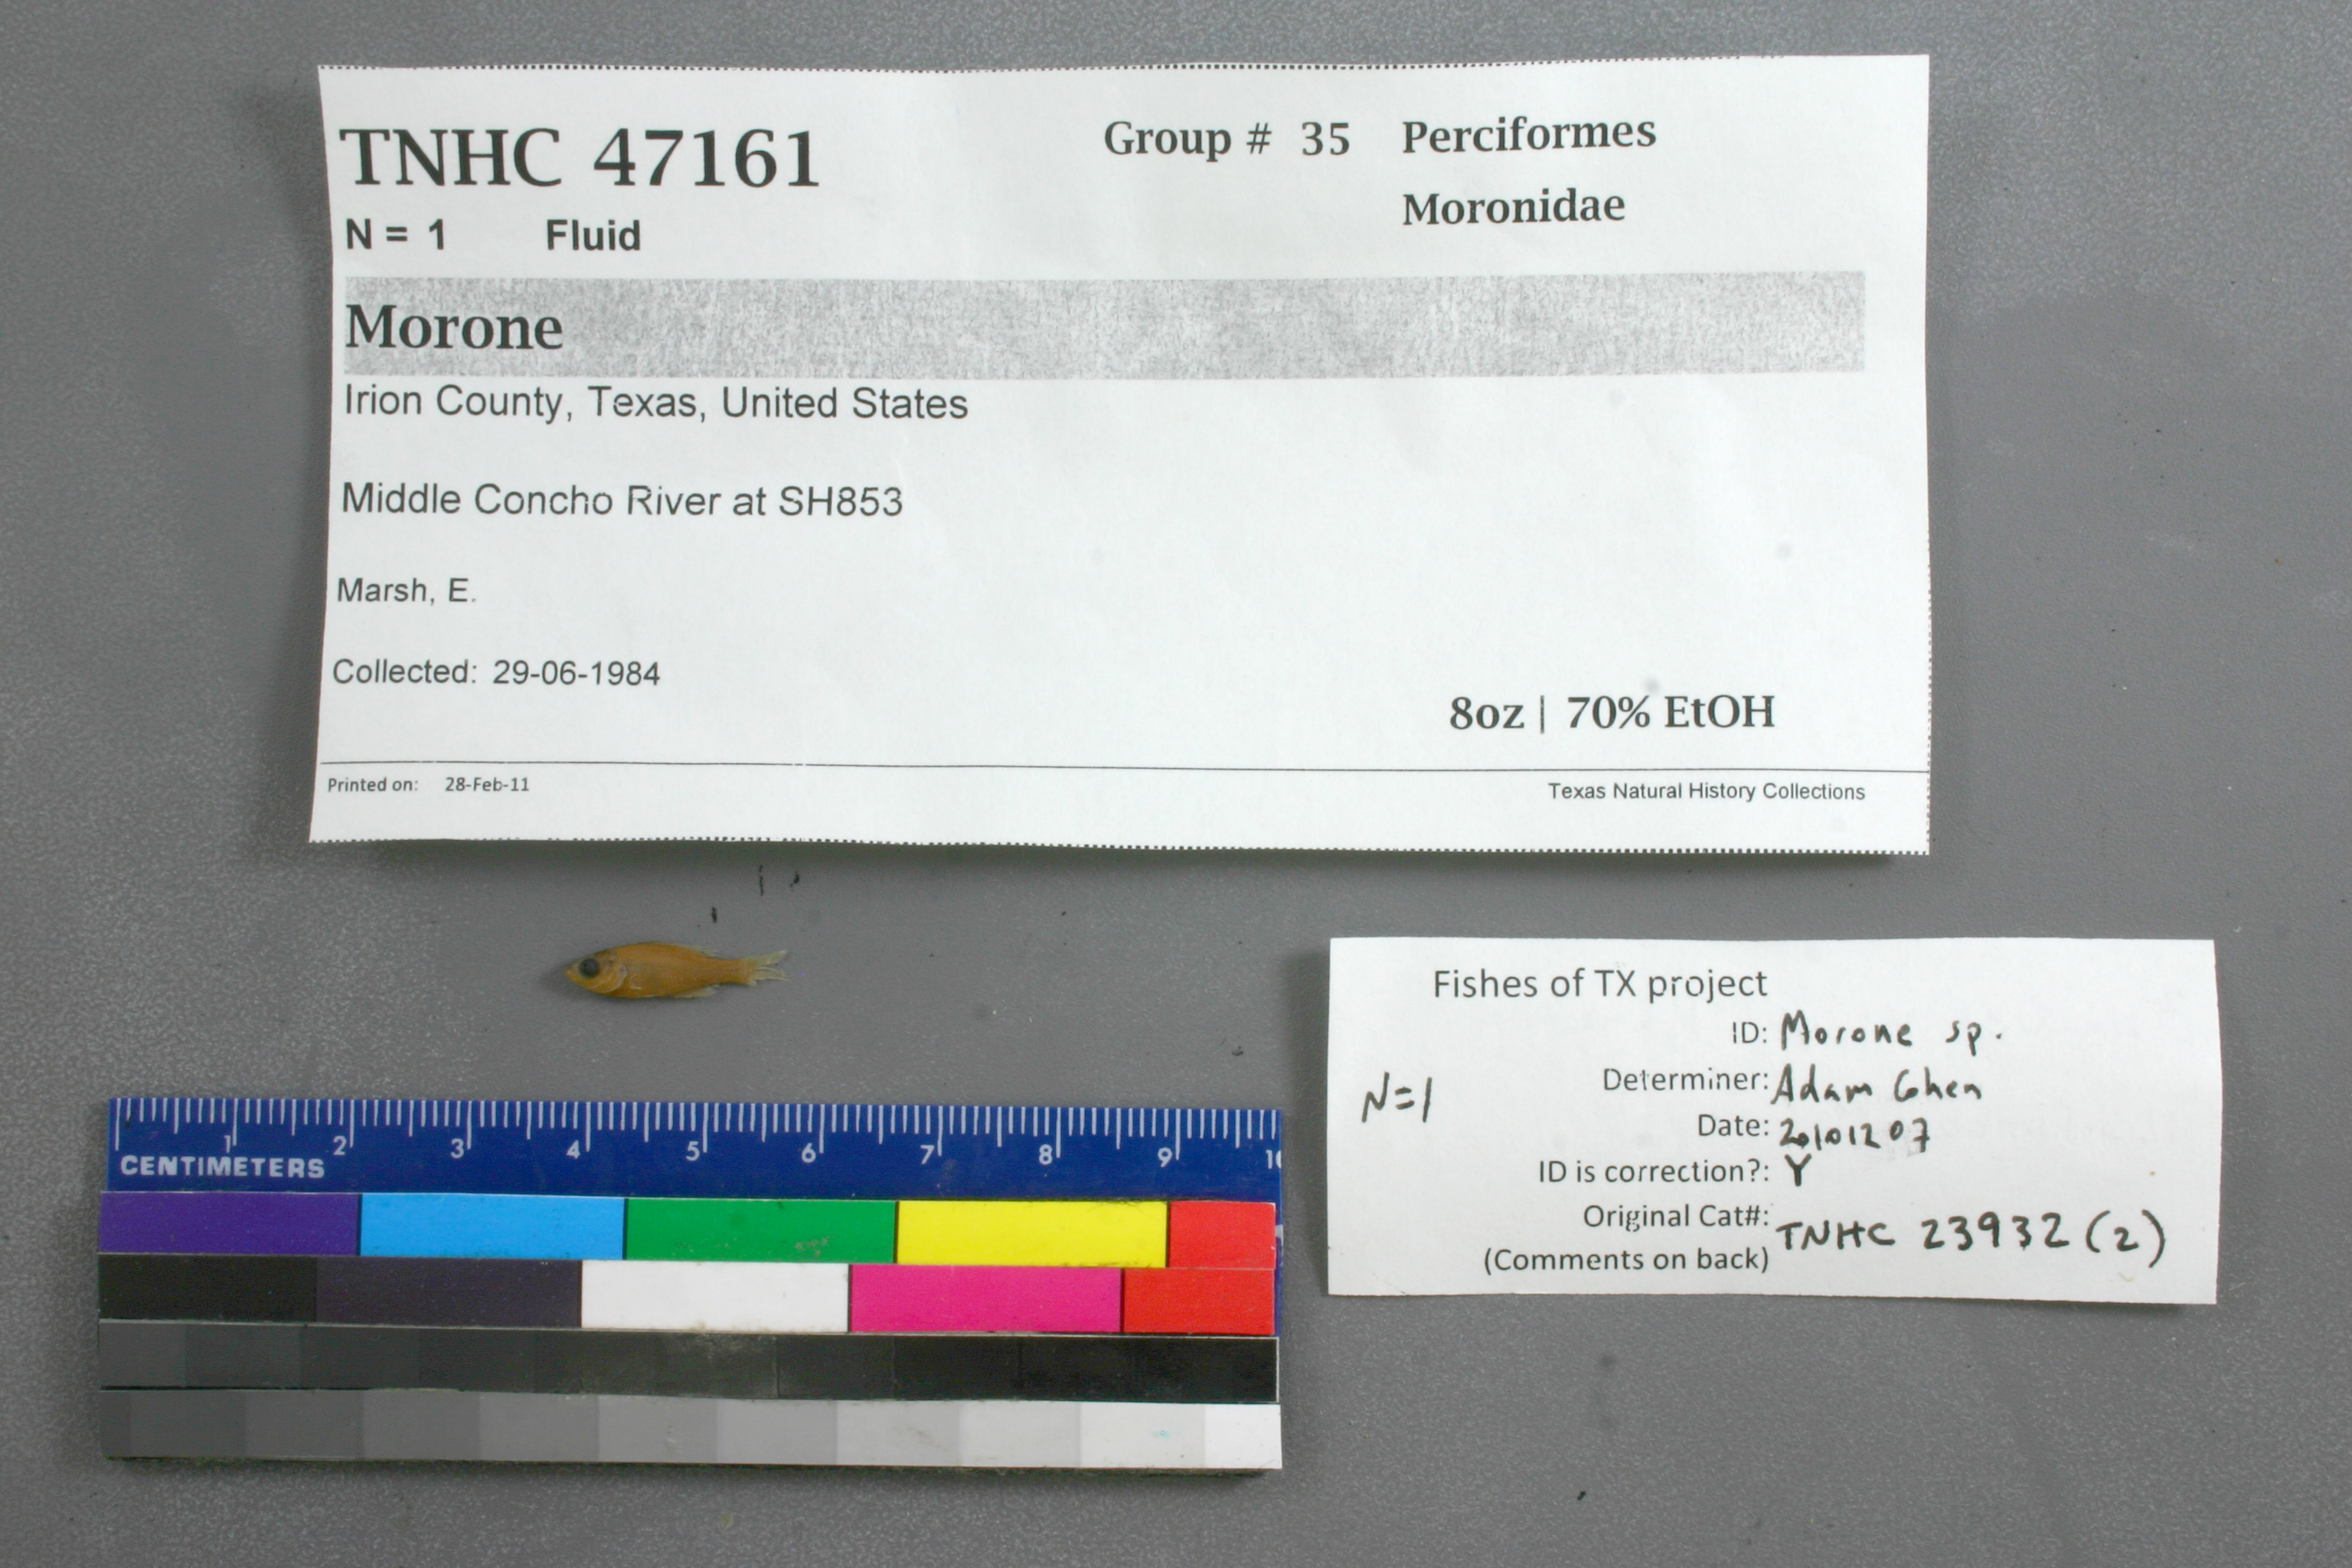 TNHC 47161 Group # 35 Perciformes
Moronidae
N = 1 Fluid
Morone
Irion County, Texas, United States
Middle Concho River at SH853
Marsh, E.
Collected: 29-06-1984
8oz | 70% EtOH
Printed on: 28-Feb-11 Texas Natural History Collections
Fishes of TX project
ID: Morone sp.
Determiner: Adam Cohen
N=1
Date: 20101207
ID is correction?: Y
Original Cat#: TNHC 23932 (2)
(Comments on back)
1 2 3 4 5 6 7 8 9 10
CENTIMETERS